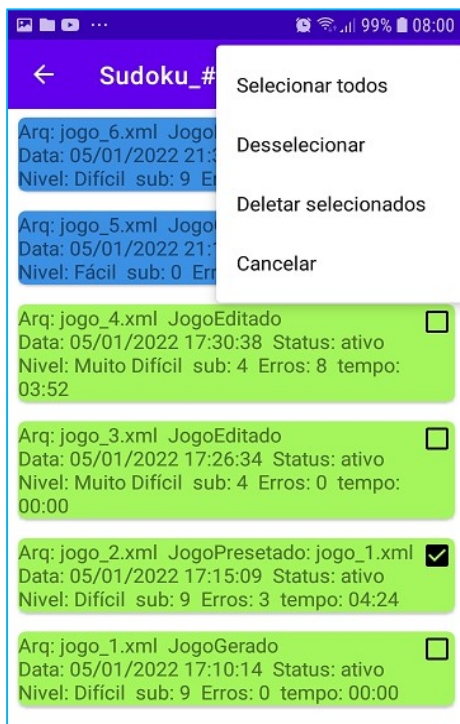 99% 08:00
Sudoku_#
Selecionar todos
Desselecionar
Deletar selecionados
Cancelar
Arq: jogo_6.xml
Data: 05/01/2022
Nivel: Difícil sub: 9
Arq: jogo_5.xml
Data: 05/01/2022
Nivel: Fácil sub: 0
Arq: jogo_4.xml JogoEditado
Data: 05/01/2022 17:30:38 Status: ativo
Nivel: Muito Difícil sub: 4 Erros: 8 tempo:
03:52
Arq: jogo_3.xml JogoEditado
Data: 05/01/2022 17:26:34 Status: ativo
Nivel: Muito Difícil sub: 4 Erros: 0 tempo:
00:00
Arq: jogo_2.xml JogoPresetado: jogo_1.xml
Data: 05/01/2022 17:15:09 Status: ativo
Nivel: Difícil sub: 9 Erros: 3 tempo: 04:24
Arq: jogo_1.xml JogoGerado
Data: 05/01/2022 17:10:14 Status: ativo
Nivel: Difícil sub: 9 Erros: 0 tempo: 00:00